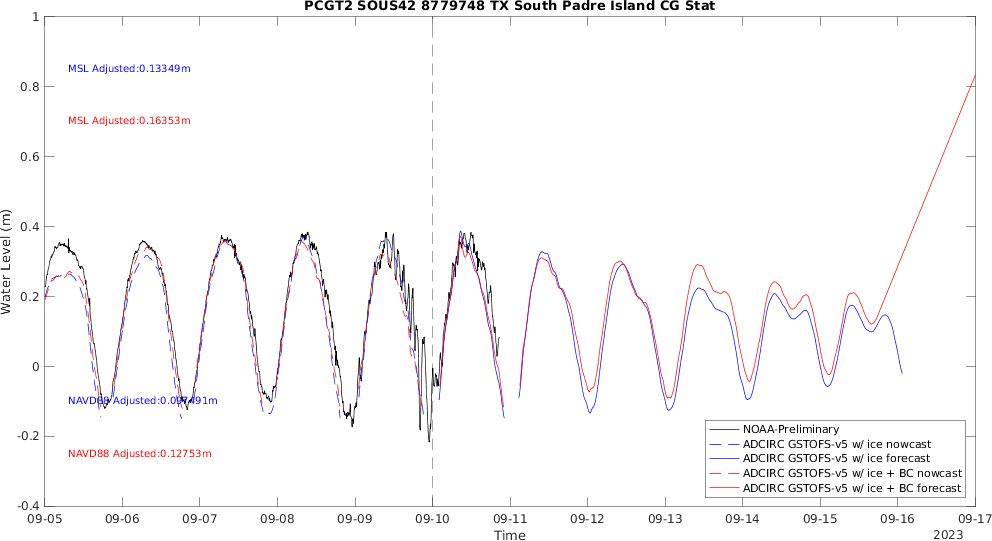 PCGT2 SOUS42 8779748 TX South Padre Island CG Stat
MSL Adjusted:0.13349m
MSL Adjusted:0.16353m
NAVD88 Adjusted:0.12753m
Water Level (m)
1
0.8
0.6
0.4
0.2
0
-0.2
-0.4
NOAA-Preliminary
ADCIRC GSTOFS-v5 w/ ice nowcast
ADCIRC GSTOFS-v5 w/ ice forecast
ADCIRC GSTOFS-v5 w/ ice + BC nowcast
ADCIRC GSTOFS-v5 w/ ice + BC forecast
09-05 09-06 09-07 09-08 09-09 09-10 09-11 09-12 09-13 09-14 09-15 09-16 09-17
Time
2023